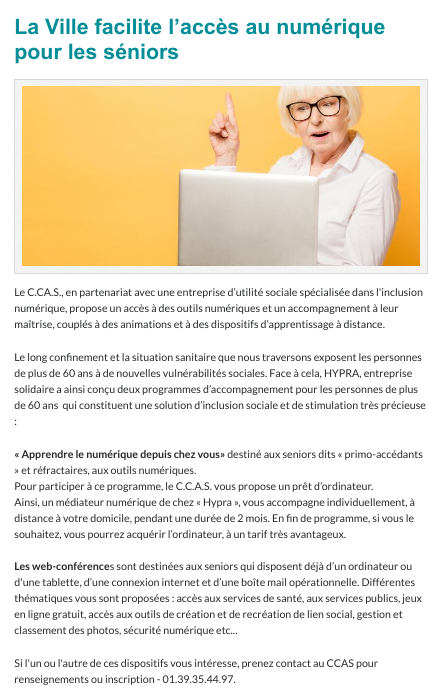 La Ville facilite l'accès au numérique
pour les séniors
Le C.CA.S., en partenariat avec une entreprise d'utilité sociale spécialisée dans l'inclusion
numérique, propose un accès à des outils numériques et un accompagnement à leur
maîtrise, couplés à des animations et à des dispositifs d'apprentissage à distance.
Le long confinement et la situation sanitaire que nous traversons exposent les personnes
de plus de 60 ans à de nouvelles vulnérabilités sociales. Face à cela, HYPRA, entreprise
solidaire a ainsi conçu deux programmes d'accompagnement pour les personnes de plus
de 60 ans qui constituent une solution d'inclusion sociale et de stimulation très précieuse
:
« Apprendre le numérique depuis chez vous» destiné aux seniors dits « primo-accédants
» et réfractaires, aux outils numériques.
Pour participer à ce programme, le C.C.A.S. vous propose un prêt d'ordinateur.
Ainsi, un médiateur numérique de chez « Hypra », vous accompagne individuellement, à
distance à votre domicile, pendant une durée de 2 mois. En fin de programme, si vous le
souhaitez, vous pourrez acquérir l'ordinateur, à un tarif très avantageux.
Les web-conférences sont destinées aux seniors qui disposent déjà d'un ordinateur ou
d'une tablette, d'une connexion internet et d'une boîte mail opérationnelle. Différentes
thématiques vous sont proposées : accès aux services de santé, aux services publics, jeux
en ligne gratuit, accès aux outils de création et de recréation de lien social, gestion et
classement des photos, sécurité numérique etc...
Si l'un ou l'autre de ces dispositifs vous intéresse, prenez contact au CCAS pour
renseignements ou inscription - 01.39.35.44.97.